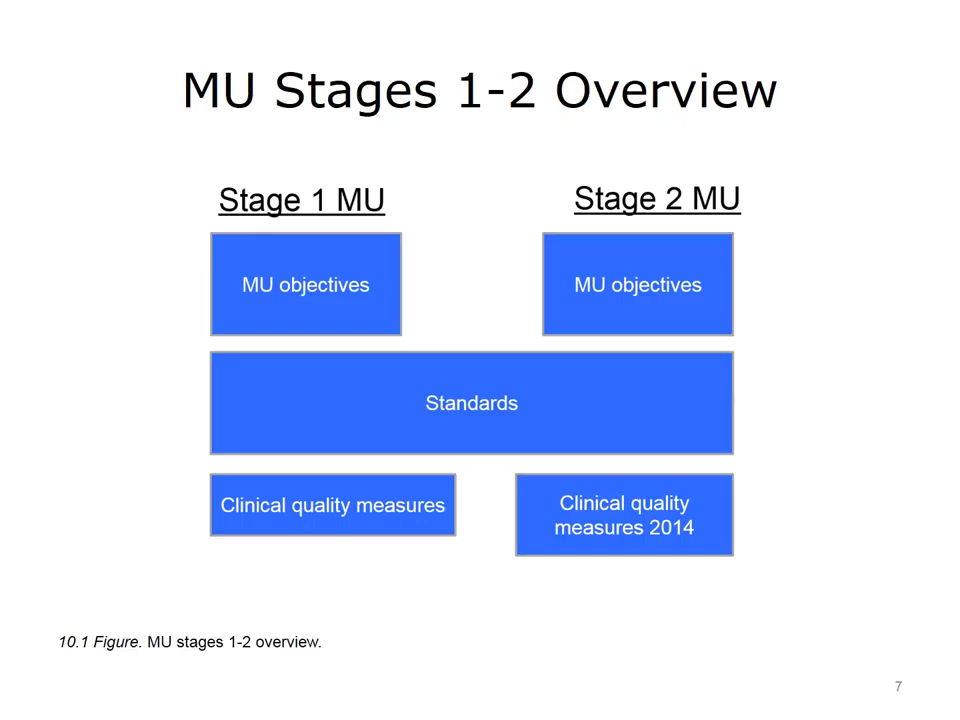 MU Stages 1-2 Overview
Stage 1 MU
Stage 2 MU
MU objectives
MU objectives
Standards
Clinical quality measures
Clinical quality
measures 2014
10.1 Figure. MU stages 1-2 overview.
7